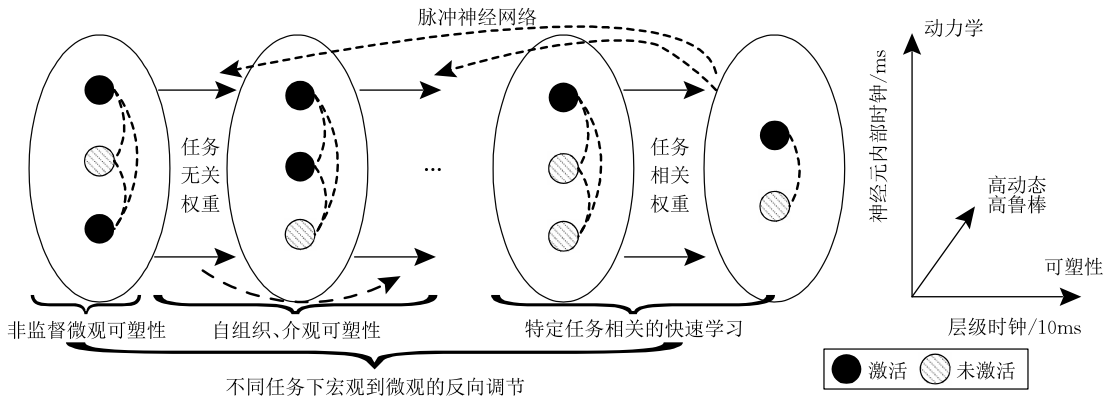 脉冲神经网络
任务
无关
权重
...
任务
相关
权重
非监督微观可塑性
自组织、介观可塑性
特定任务相关的快速学习
不同任务下宏观到微观的反向调节
动力学
神经元内部时钟/ms
高动态
高鲁棒
可塑性
层级时钟/10ms
激活
未激活